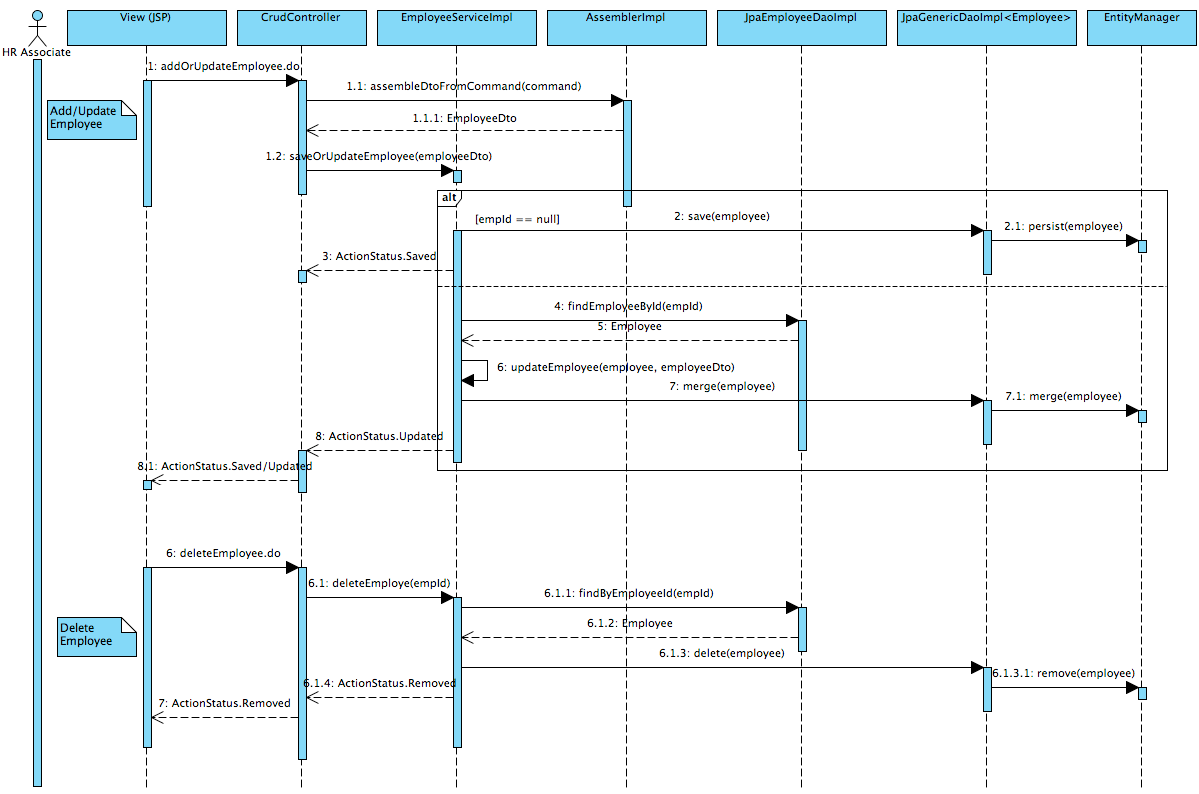 View (JSP)
CrudController
EmployeeServiceImpl
AssemblerImpl
JpaEmployeeDaoImpl
JpaGenericDaoImpl<Employee>
EntityManager
HR Associate
1: addOrUpdateEmployee.do
Add/Update
Employee
1.1: assembleDtoFromCommand(command)
1.1.1: EmployeeDto
1.2: saveOrUpdateEmployee(employeeDto)
alt
[empId == null]
2: save(employee)
2.1: persist(employee)
3: ActionStatus.Saved
4: findEmployeeById(empId)
5: Employee
6: updateEmployee(employee, employeeDto)
7: merge(employee)
7.1: merge(employee)
8: ActionStatus.Updated
8.1: ActionStatus.Saved/Updated
6: deleteEmployee.do
6.1: deleteEmploye(empId)
6.1.1: findByEmployeeId(empId)
Delete
Employee
6.1.2: Employee
6.1.3: delete(employee)
6.1.3.1: remove(employee)
6.1.4: ActionStatus.Removed
7: ActionStatus.Removed